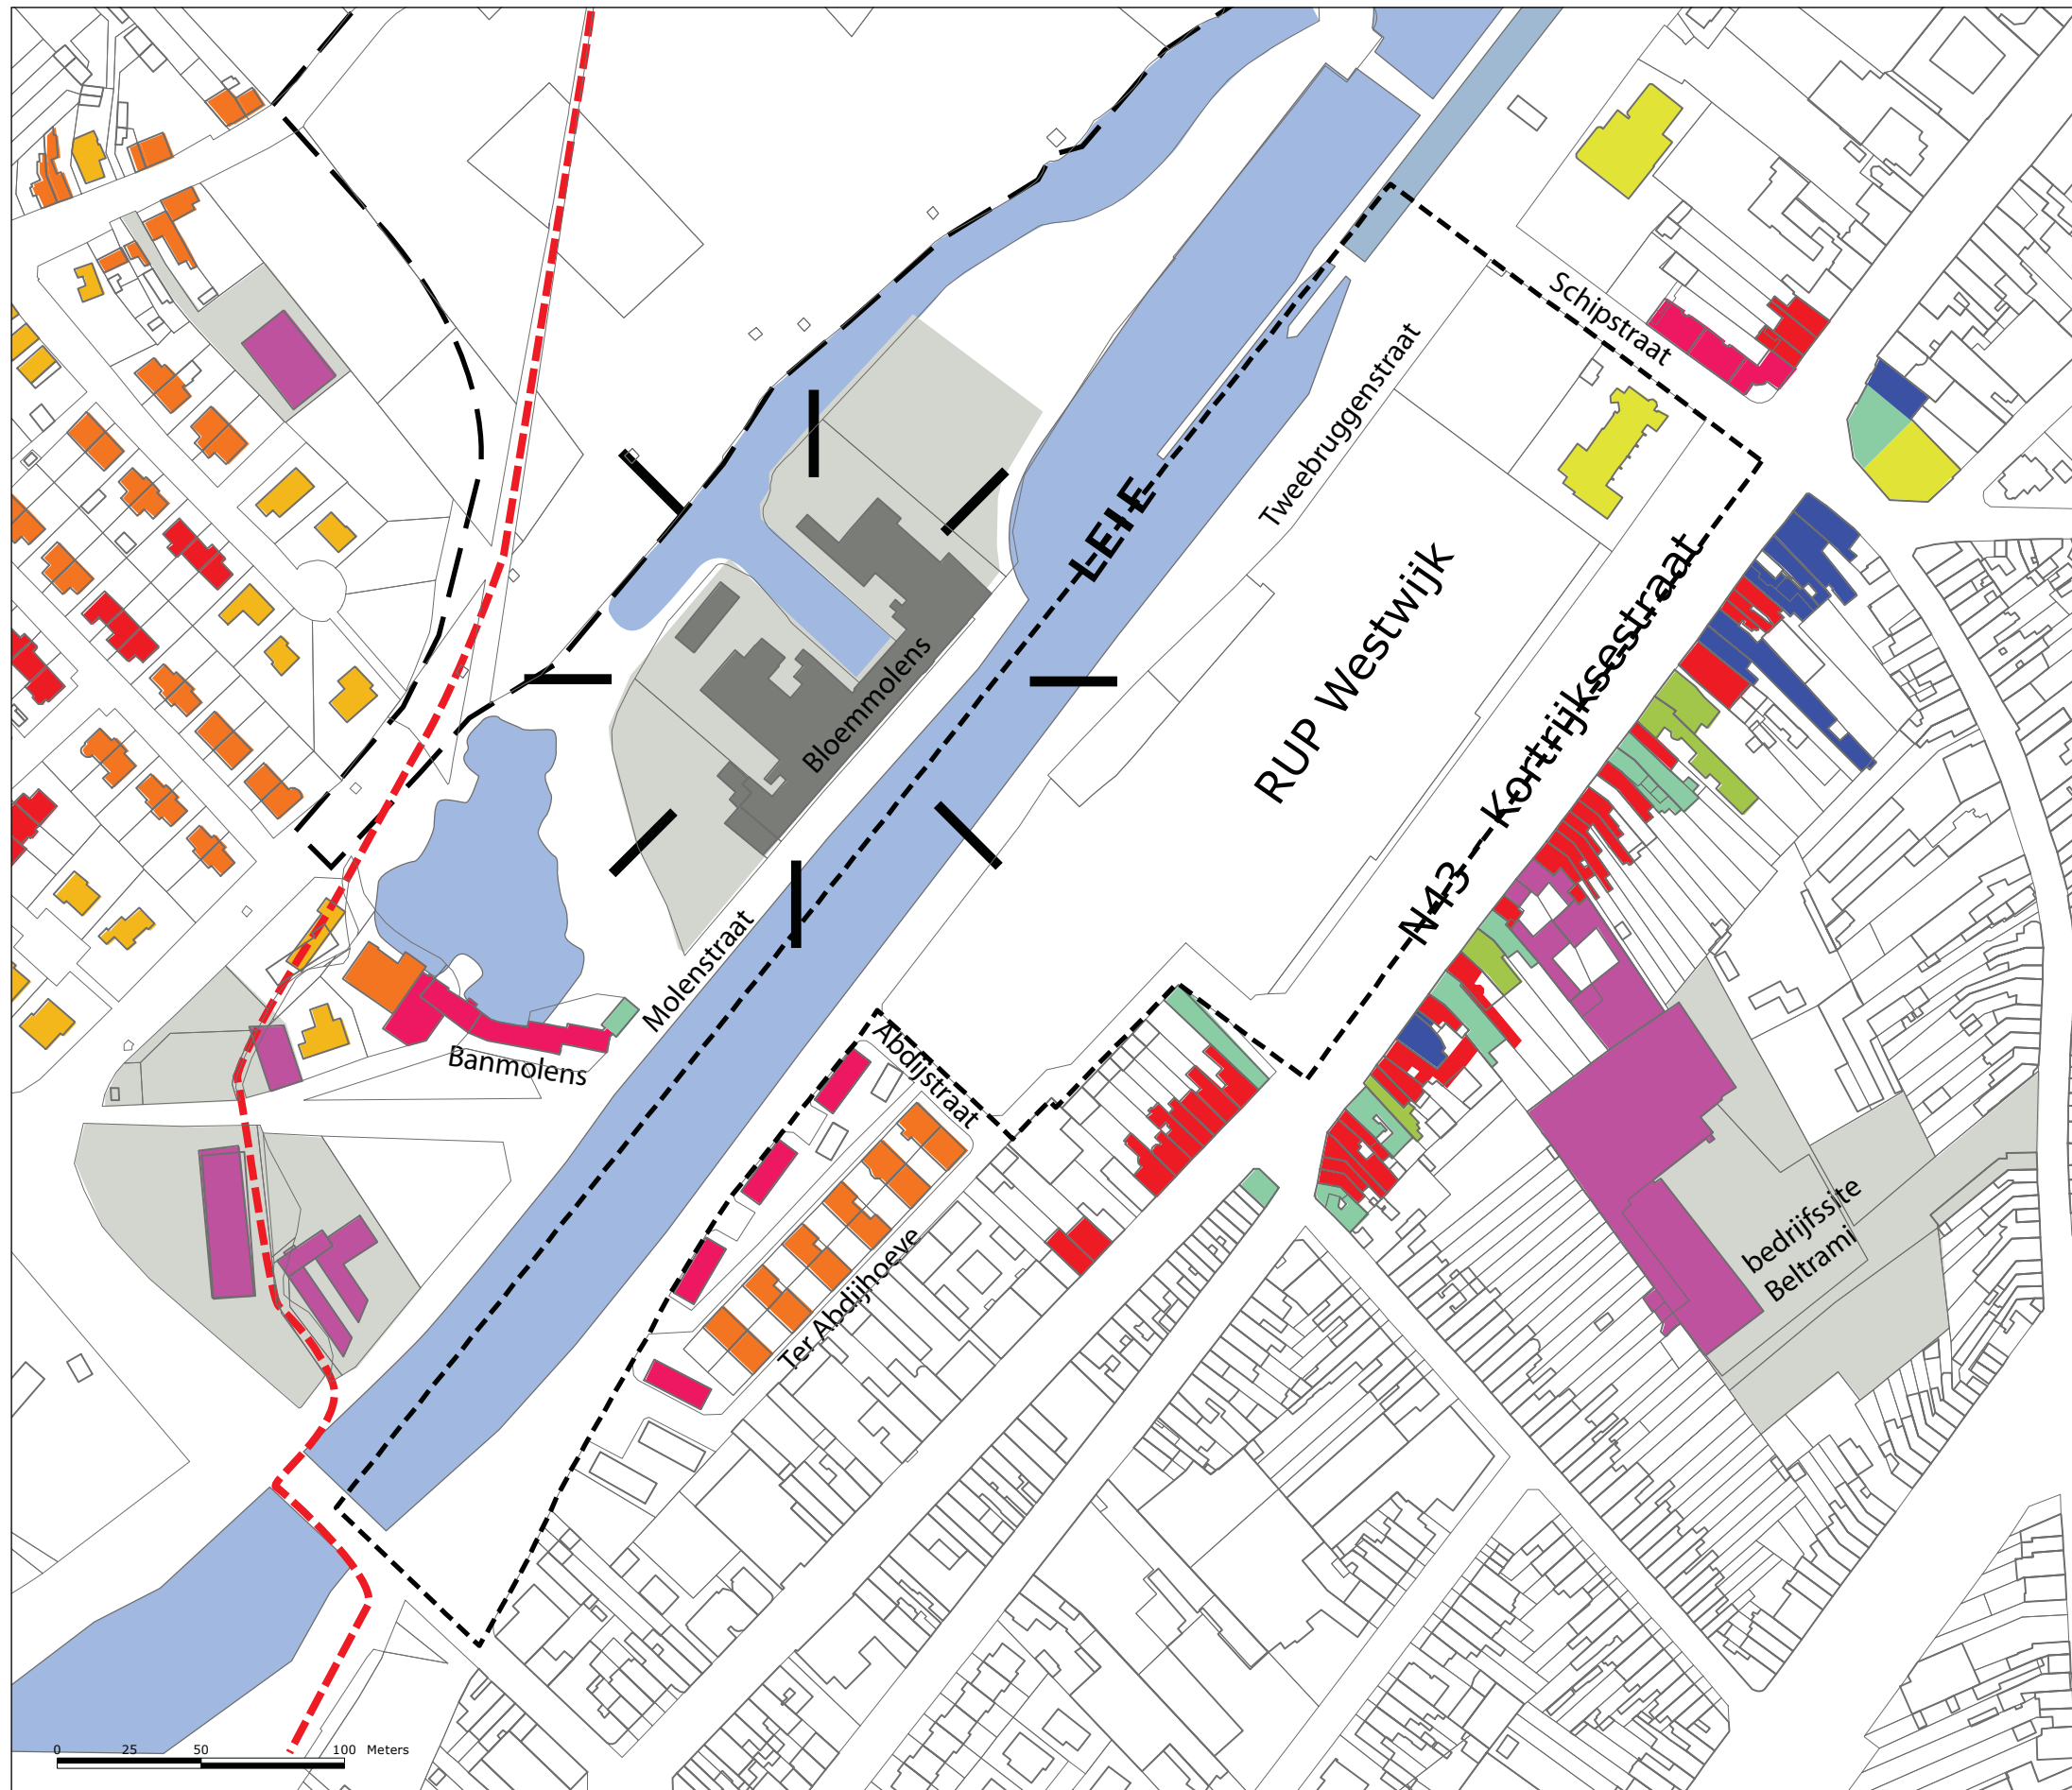 Schipstraat
Tweebruggenstraat
LEIE
RUP Westwijk
N43 - Kortrijksestraat
Bloemmolens
Molenstraat
Banmolens
Abdijstraat
Ter Abdijhoeve
bedrijfssite
Beltrami
0 25 50 100 Meters